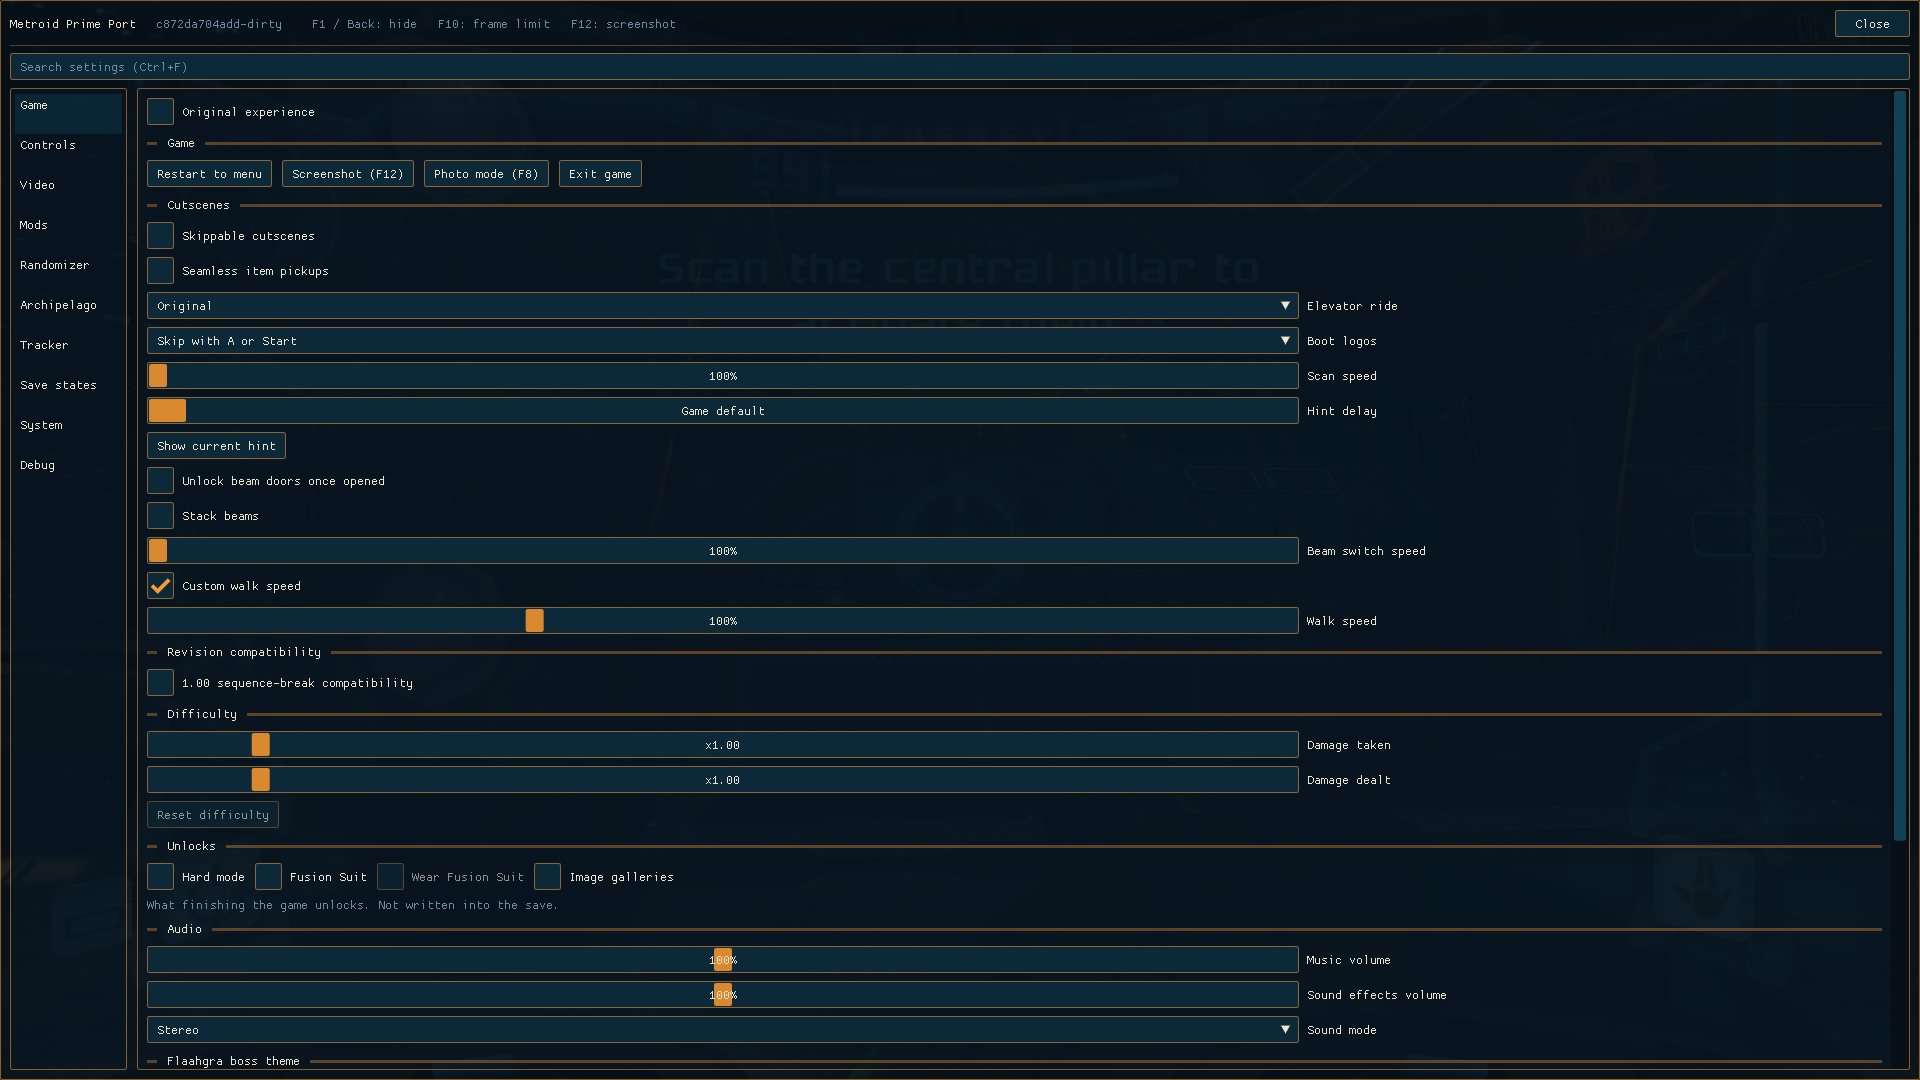 Metroid Prime Port c872da704add-dirty F1 / Back: hide F10: frame limit F12: screenshot Close
Search settings (Ctrl+F)
Game
Controls
Video
Mods
Randomizer
Archipelago
Tracker
Save states
System
Debug
Original experience
Game
Restart to menu Screenshot (F12) Photo mode (F8) Exit game
Cutscenes
Skippable cutscenes
Seamless item pickups
Scan the central pillar to
Original Elevator ride
Skip with A or Start Boot logos
100% Scan speed
Game default Hint delay
Show current hint
Unlock beam doors once opened
Stack beams
100% Beam switch speed
Custom walk speed
100% Walk speed
Revision compatibility
1.00 sequence-break compatibility
Difficulty
x1.00 Damage taken
x1.00 Damage dealt
Reset difficulty
Unlocks
Hard mode Fusion Suit Wear Fusion Suit Image galleries
What finishing the game unlocks. Not written into the save.
Audio
100% Music volume
100% Sound effects volume
Stereo Sound mode
Flaahgra boss theme